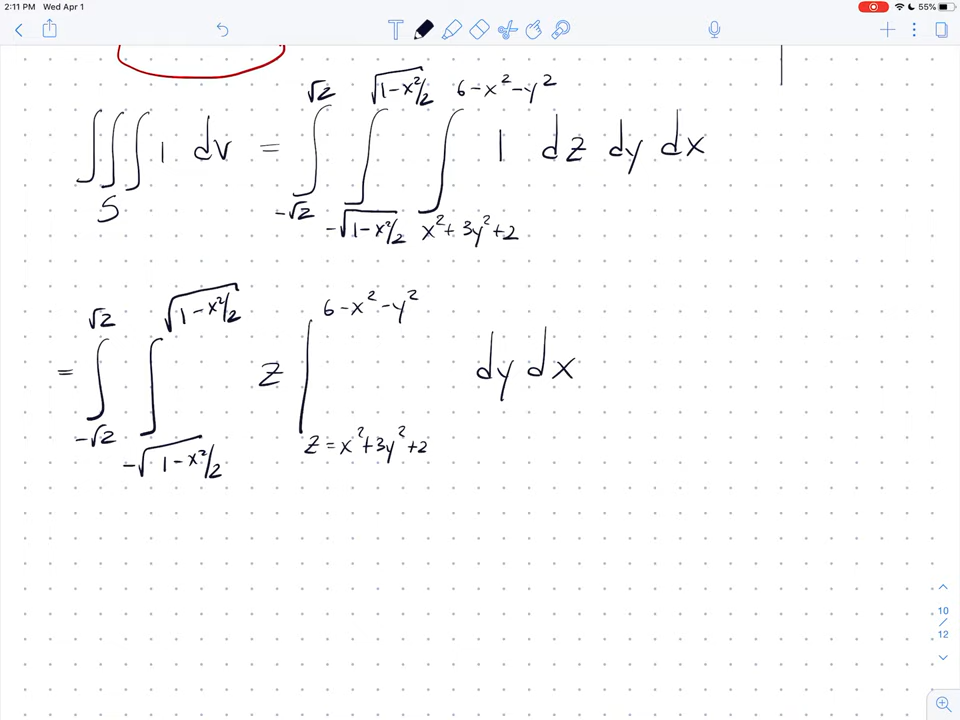 2:11 PM Wed Apr 1 55%
T
√2 √1-x²/2 6-x²-y²
∫∫∫ 1 dv = ∫ ∫ ∫ 1 dz dy dx
S -√2 -√1-x²/2 x²+3y²+2
√2 √1-x²/2 6-x²-y²
= ∫ ∫ z | dy dx
-√2 -√1-x²/2 z=x²+3y²+2
10
/
12